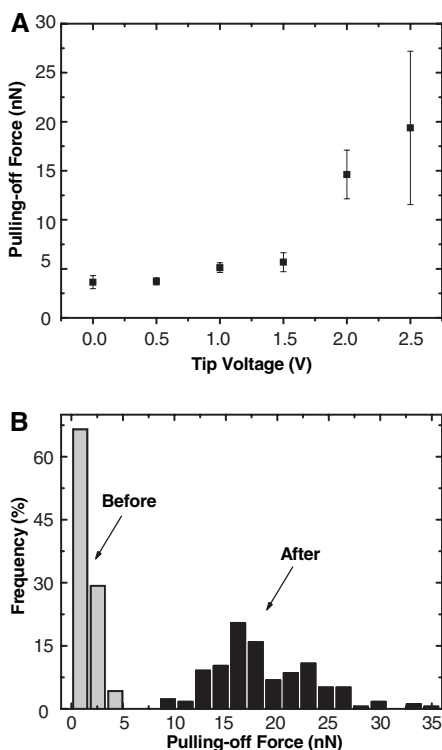 A
30
25
20
15
10
5
0
Pulling-off Force (nN)
0.0 0.5 1.0 1.5 2.0 2.5
Tip Voltage (V)
B
60
45
30
15
0
Frequency (%)
Before
After
0 5 10 15 20 25 30 35
Pulling-off Force (nN)